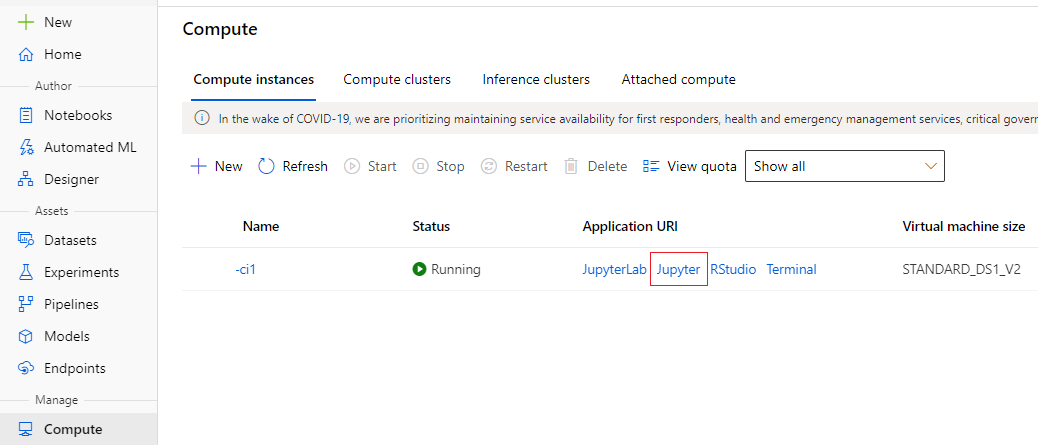 New
Home
Author
Notebooks
Automated ML
Designer
Assets
Datasets
Experiments
Pipelines
Models
Endpoints
Manage
Compute
Compute
Compute instances Compute clusters Inference clusters Attached compute
In the wake of COVID-19, we are prioritizing maintaining service availability for first responders, health and emergency management services, critical govern
New Refresh Start Stop Restart Delete View quota Show all
Name Status Application URI Virtual machine size
-ci1 Running JupyterLab Jupyter RStudio Terminal STANDARD_DS1_V2